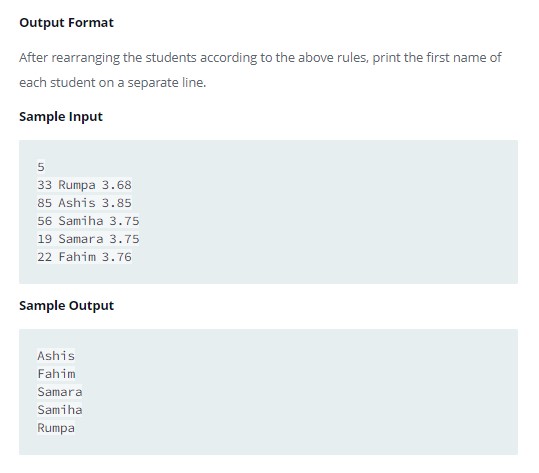 Output Format
After rearranging the students according to the above rules, print the first name of
each student on a separate line.
Sample Input
5
33 Rumpa 3.68
85 Ashis 3.85
56 Samiha 3.75
19 Samara 3.75
22 Fahim 3.76
Sample Output
Ashis
Fahim
Samara
Samiha
Rumpa